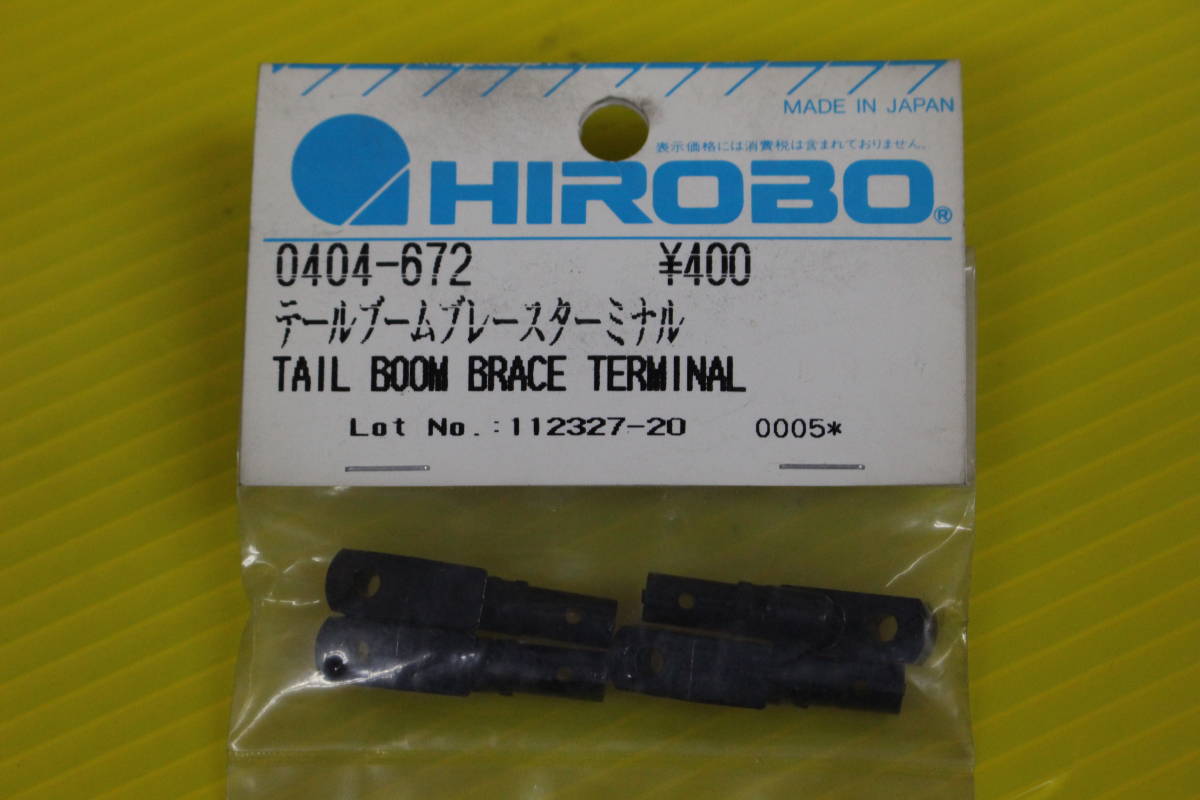 MADE IN JAPAN
表示価格には消費税は含まれておりません。
HIROBO®
0404-672 ¥400
テールブームブレースターミナル
TAIL BOOM BRACE TERMINAL
Lot No.:112327-20 0005*